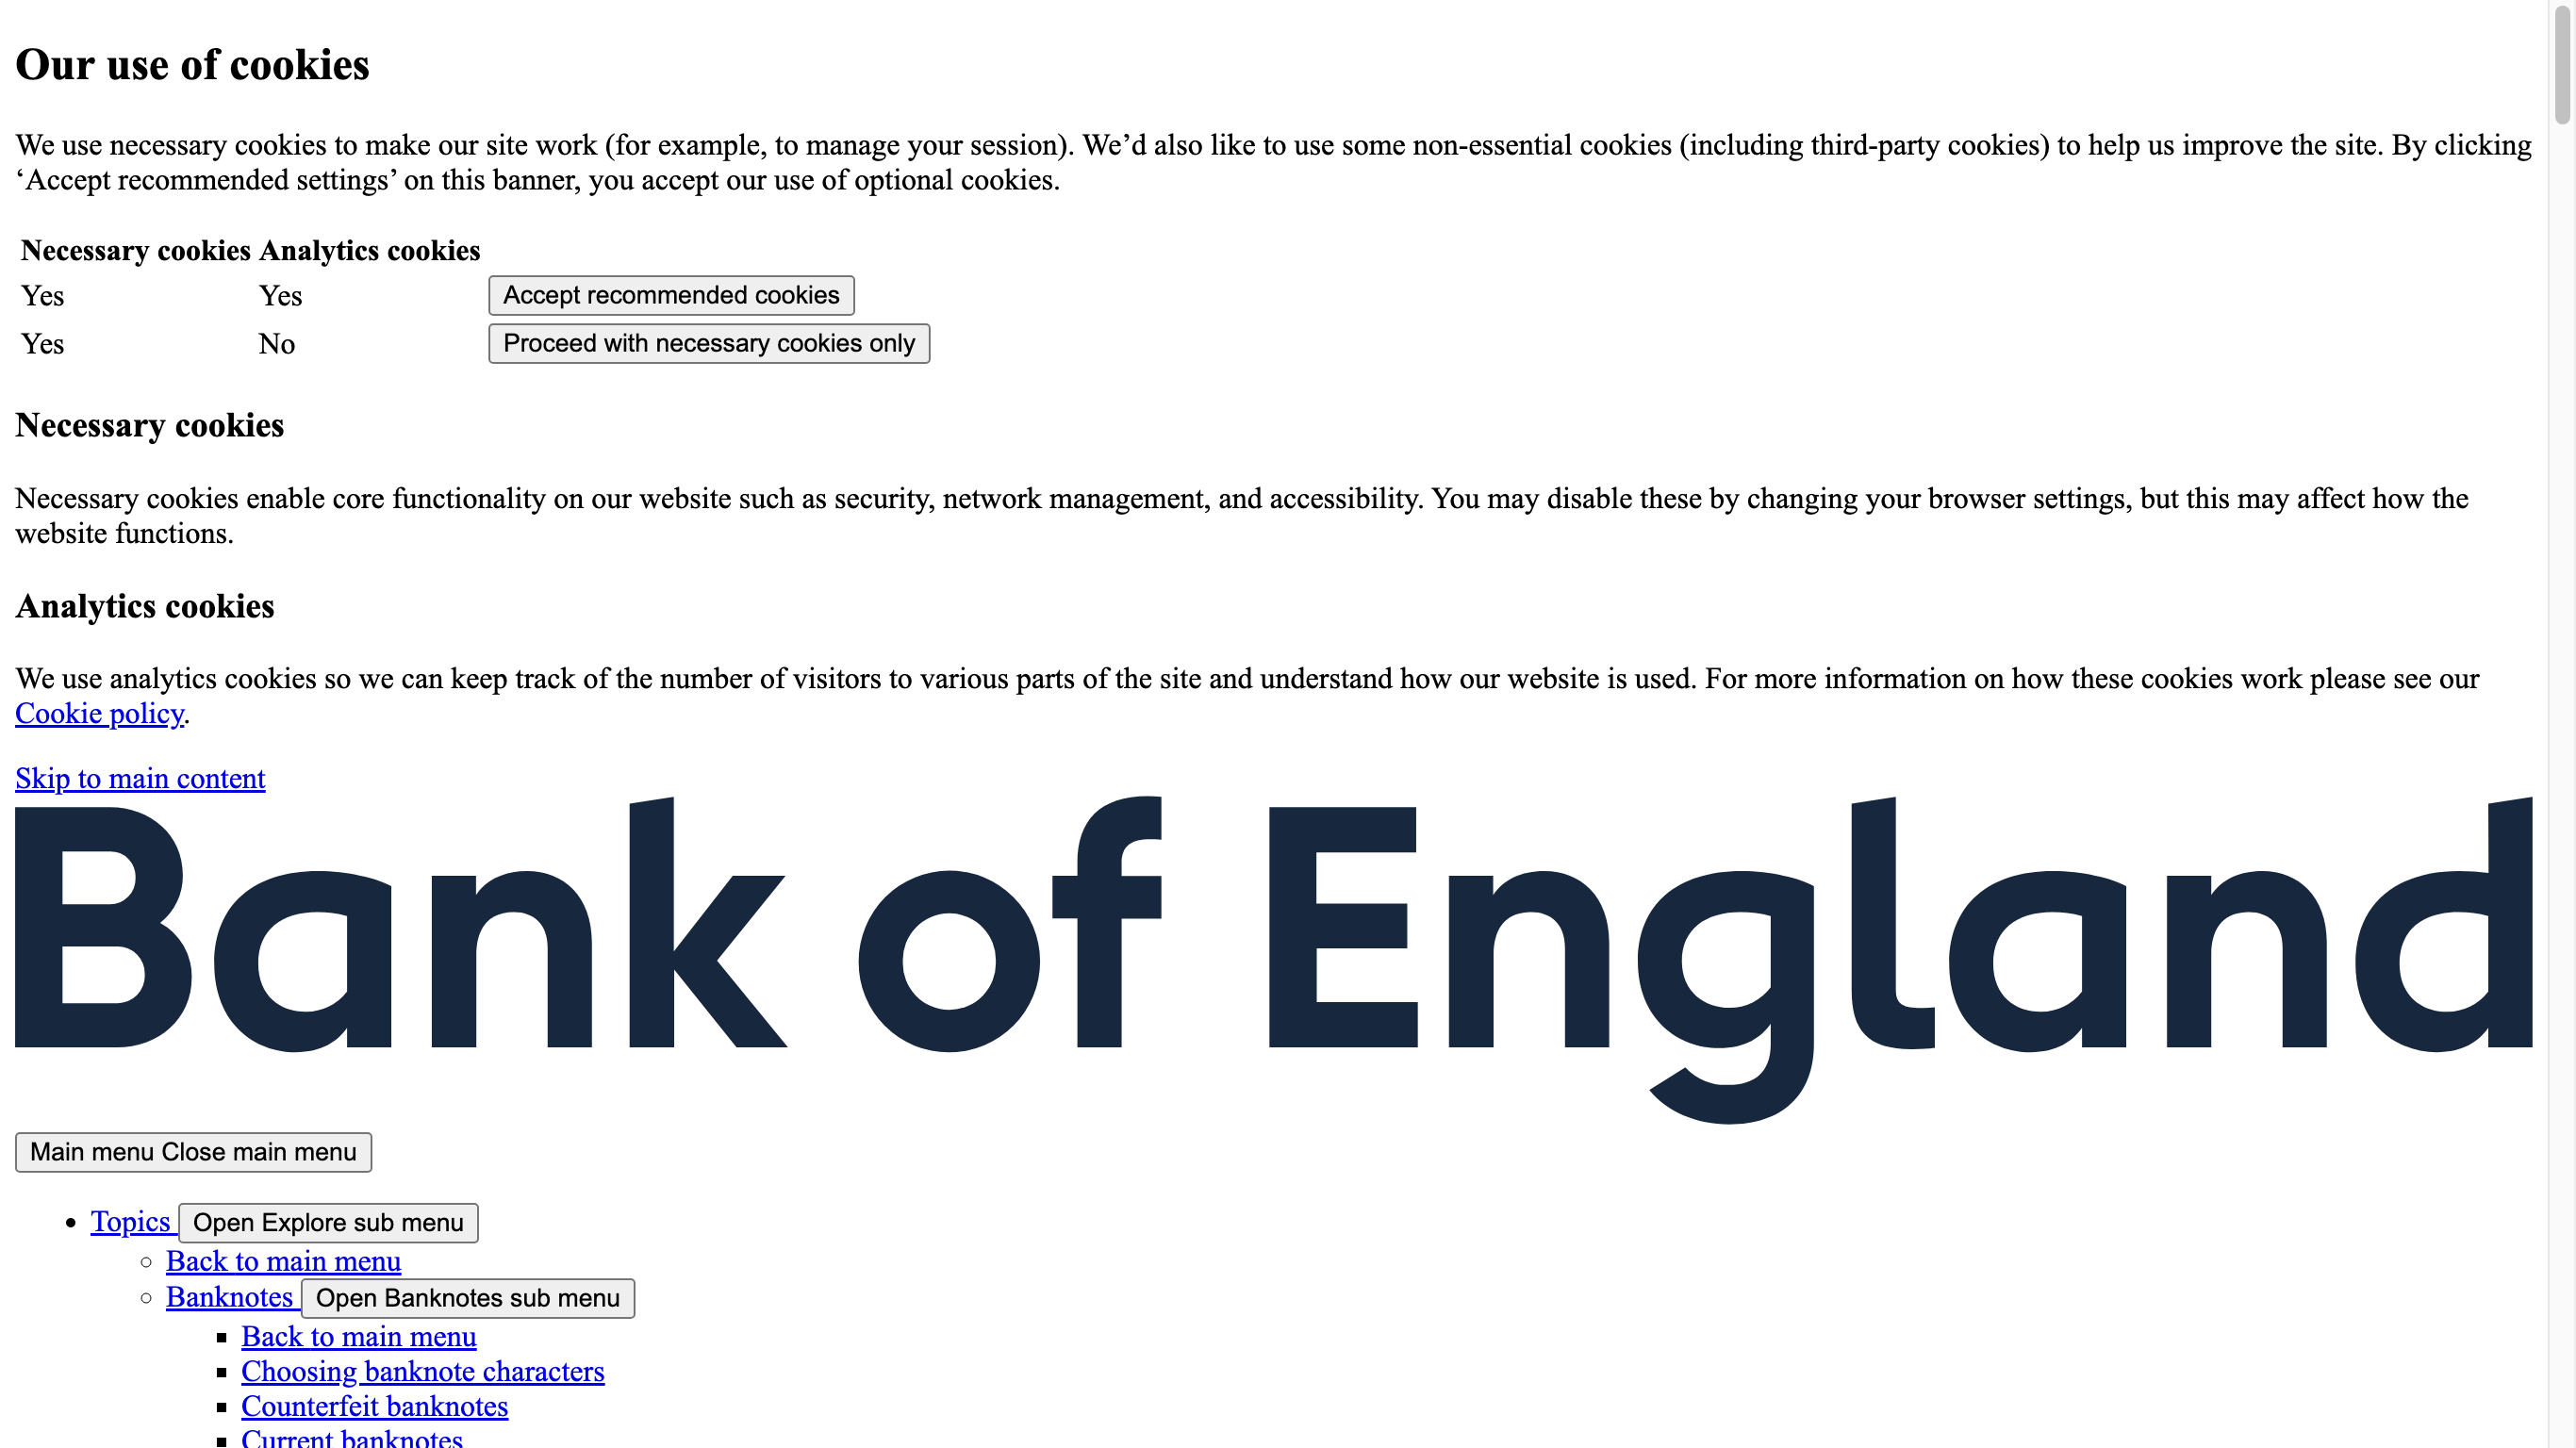 Our use of cookies
We use necessary cookies to make our site work (for example, to manage your session). We’d also like to use some non-essential cookies (including third-party cookies) to help us improve the site. By clicking
‘Accept recommended settings’ on this banner, you accept our use of optional cookies.
Necessary cookies Analytics cookies
Yes Yes Accept recommended cookies
Yes No Proceed with necessary cookies only
Necessary cookies
Necessary cookies enable core functionality on our website such as security, network management, and accessibility. You may disable these by changing your browser settings, but this may affect how the
website functions.
Analytics cookies
We use analytics cookies so we can keep track of the number of visitors to various parts of the site and understand how our website is used. For more information on how these cookies work please see our
Cookie policy.
Skip to main content
Bank of England
Main menu Close main menu
Topics Open Explore sub menu
Back to main menu
Banknotes Open Banknotes sub menu
Back to main menu
Choosing banknote characters
Counterfeit banknotes
Current banknotes